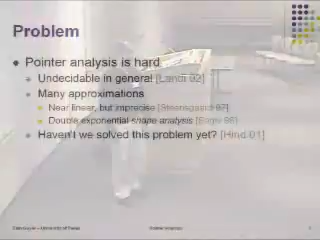 Problem
Pointer analysis is hard
Undecidable in general [Landi 92]
Many approximations
Near linear, but imprecise [Steensgaard 97]
Double exponential shape analysis [Sagiv 98]
Haven't we solved this problem yet? [Hind 01]